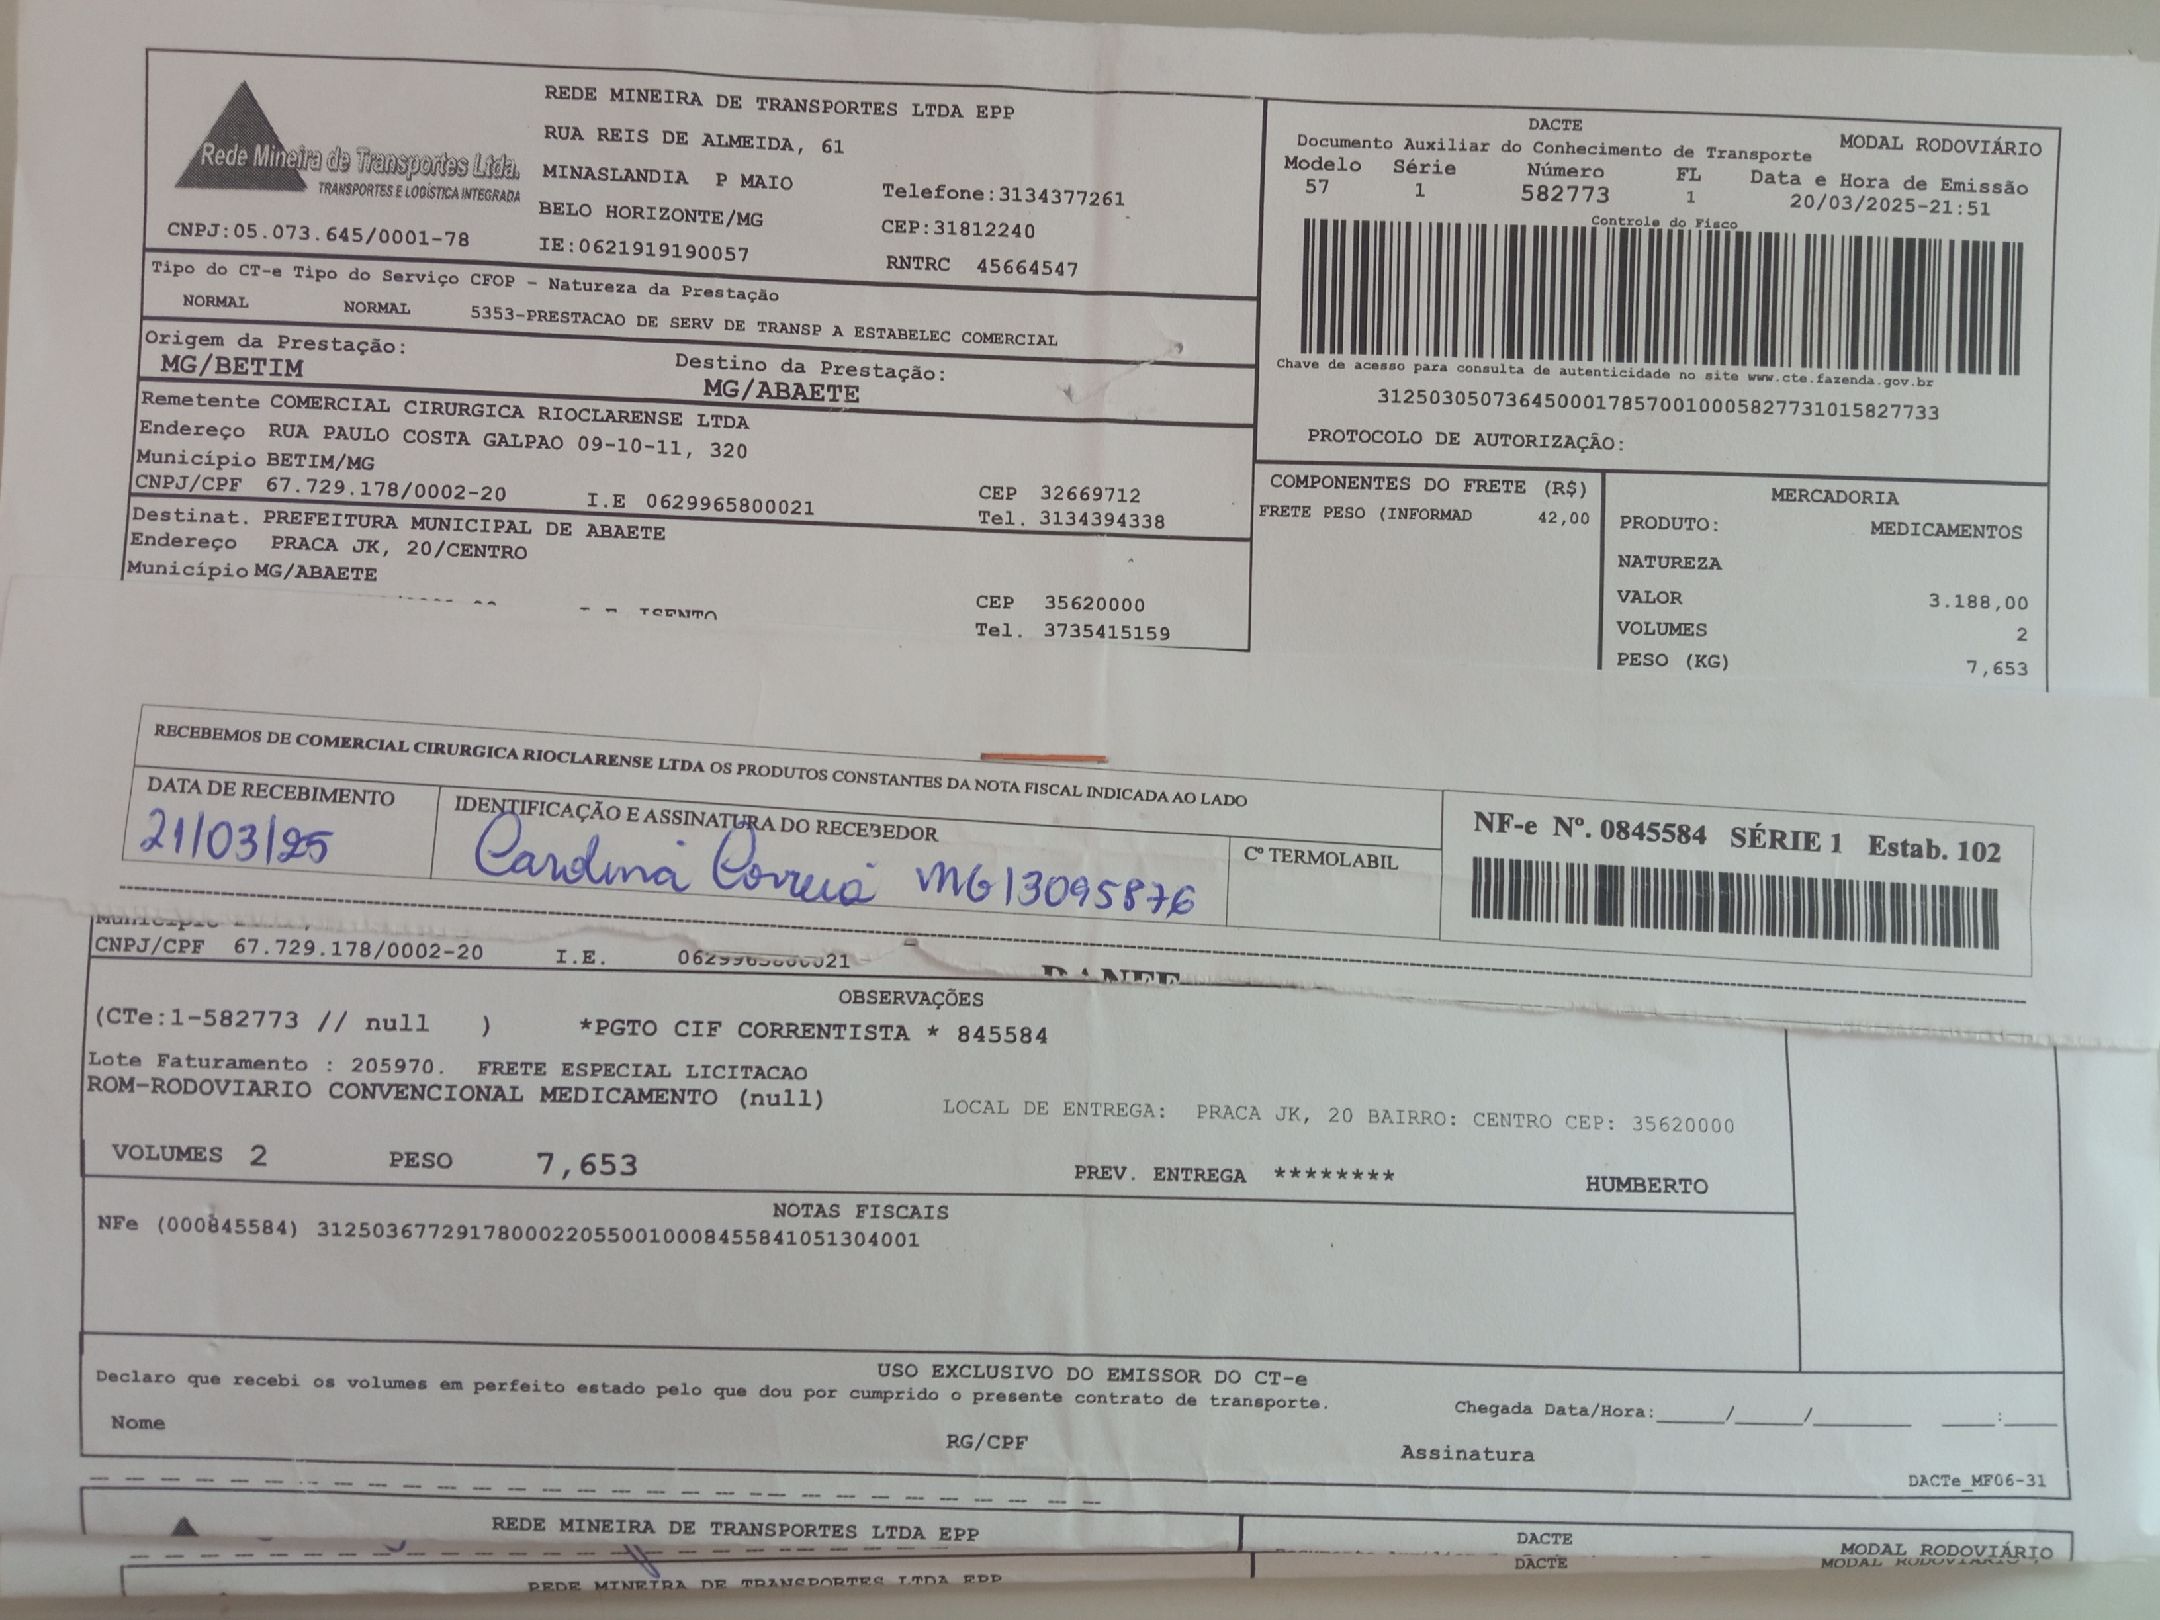 REDE MINEIRA DE TRANSPORTES LTDA EPP
RUA REIS DE ALMEIDA, 61
MINASLANDIA P MAIO
BELO HORIZONTE/MG
IE:0621919190057
Telefone:3134377261
CEP:31812240
RNTRC 45664547
Rede Mineira de Transportes Ltda.
TRANSPORTES E LOGÍSTICA INTEGRADA
CNPJ:05.073.645/0001-78
DACTE
MODAL RODOVIÁRIO
Documento Auxiliar do Conhecimento de Transporte
Modelo Série Número FL Data e Hora de Emissão
57 1 582773 1 20/03/2025-21:51
Controle do Fisco
Chave de acesso para consulta de autenticidade no site www.cte.fazenda.gov.br
31250305073645000178570010005827731015827733
PROTOCOLO DE AUTORIZAÇÃO:
Tipo do CT-e Tipo do Serviço CFOP - Natureza da Prestação
NORMAL NORMAL 5353-PRESTACAO DE SERV DE TRANSP A ESTABELEC COMERCIAL
Origem da Prestação: Destino da Prestação:
MG/BETIM MG/ABAETE
Remetente COMERCIAL CIRURGICA RIOCLARENSE LTDA
Endereço RUA PAULO COSTA GALPAO 09-10-11, 320
Município BETIM/MG CEP 32669712
CNPJ/CPF 67.729.178/0002-20 I.E 0629965800021 Tel. 3134394338
Destinat. PREFEITURA MUNICIPAL DE ABAETE
Endereço PRACA JK, 20/CENTRO
Município MG/ABAETE CEP 35620000
ISENTO Tel. 3735415159
COMPONENTES DO FRETE (R$)
FRETE PESO (INFORMAD 42,00
MERCADORIA
PRODUTO: MEDICAMENTOS
NATUREZA
VALOR 3.188,00
VOLUMES 2
PESO (KG) 7,653
RECEBEMOS DE COMERCIAL CIRURGICA RIOCLARENSE LTDA OS PRODUTOS CONSTANTES DA NOTA FISCAL INDICADA AO LADO
DATA DE RECEBIMENTO
21/03/25
IDENTIFICAÇÃO E ASSINATURA DO RECEBEDOR
Carolina Correia MG13095876
Cº TERMOLABIL
NF-e Nº. 0845584 SÉRIE 1 Estab. 102
Município
CNPJ/CPF 67.729.178/0002-20 I.E. 0629965800021
DANFE
OBSERVAÇÕES
(CTe:1-582773 // null ) *PGTO CIF CORRENTISTA * 845584
Lote Faturamento : 205970. FRETE ESPECIAL LICITACAO
ROM-RODOVIARIO CONVENCIONAL MEDICAMENTO (null)
LOCAL DE ENTREGA: PRACA JK, 20 BAIRRO: CENTRO CEP: 35620000
VOLUMES 2 PESO 7,653 PREV. ENTREGA ******** HUMBERTO
NOTAS FISCAIS
NFe (000845584) 31250367729178000220550010008455841051304001
USO EXCLUSIVO DO EMISSOR DO CT-e
Declaro que recebi os volumes em perfeito estado pelo que dou por cumprido o presente contrato de transporte.
Chegada Data/Hora:_____/_____/_______ ___:____
Nome RG/CPF Assinatura
DACTe_MF06-31
REDE MINEIRA DE TRANSPORTES LTDA EPP DACTE MODAL RODOVIÁRIO
REDE MINEIRA DE TRANSPORTES LTDA EPP DACTE MODAL RODOVIÁRIO